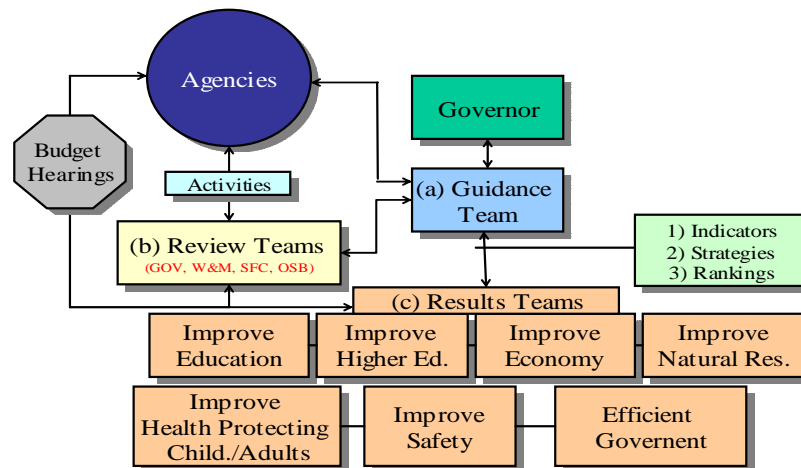 Agencies
Governor
Budget
Hearings
Activities
(a) Guidance
Team
(b) Review Teams
(GOV, W&M, SFC, OSB)
1) Indicators
2) Strategies
3) Rankings
(c) Results Teams
Improve
Education
Improve
Higher Ed.
Improve
Economy
Improve
Natural Res.
Improve
Health Protecting
Child./Adults
Improve
Safety
Efficient
Governent